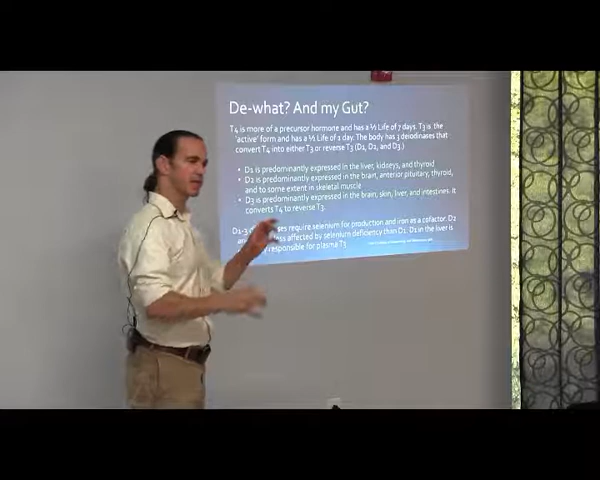 De-what? And my Gut?
T4 is more of a precursor hormone and has a ½ Life of 7 days. T3 is the
'active' form and has a ½ Life of 1 day. The body has 3 deiodinases that
convert T4 into either T3 or reverse T3 (D1, D2, and D3.)
• D1 is predominantly expressed in the liver, kidneys, and thyroid
• D2 is predominantly expressed in the brain, anterior pituitary, thyroid,
and to some extent in skeletal muscle
• D3 is predominantly expressed in the brain, skin, liver, and intestines. it
converts T4 to reverse T3.
D1-3 require selenium for production and iron as a cofactor. D2
less affected by selenium deficiency than D1. D1 in the liver is
responsible for plasma T3